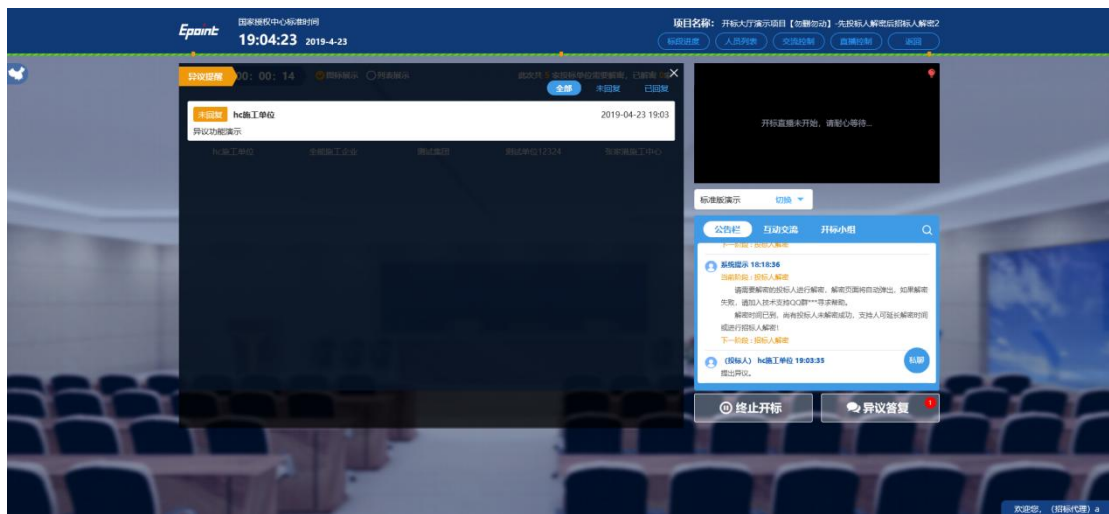 Epoint
国家授权中心标准时间
19:04:23 2019-4-23
项目名称： 开标大厅演示项目【勿删勿动】-先投标人解密后招标人解密2
标段进度 人员列表 交流控制 直播控制 返回
异议提醒 00: 00: 14 图标展示 列表展示
全部 未回复 已回复
未回复 hc施工单位 2019-04-23 19:03
异议功能演示
hc施工单位 全能施工企业 测试集团 测试单位12324 张家港施工中心
开标直播未开始，请耐心等待...
标准版演示 切换
公告栏 互动交流 开标小组
下一阶段：投标人解密
系统提示 18:18:36
当前阶段：投标人解密
请需要解密的投标人进行解密，解密页面将自动弹出，如果解密
失败，请加入技术支持QQ群***寻求帮助。
解密时间已到，尚有投标人未解密成功，支持人可延长解密时间
或进行招标人解密！
下一阶段：招标人解密
（投标人） hc施工单位 19:03:35
提出异议。
私聊
终止开标 异议答复 1
欢迎您，（招标代理）a